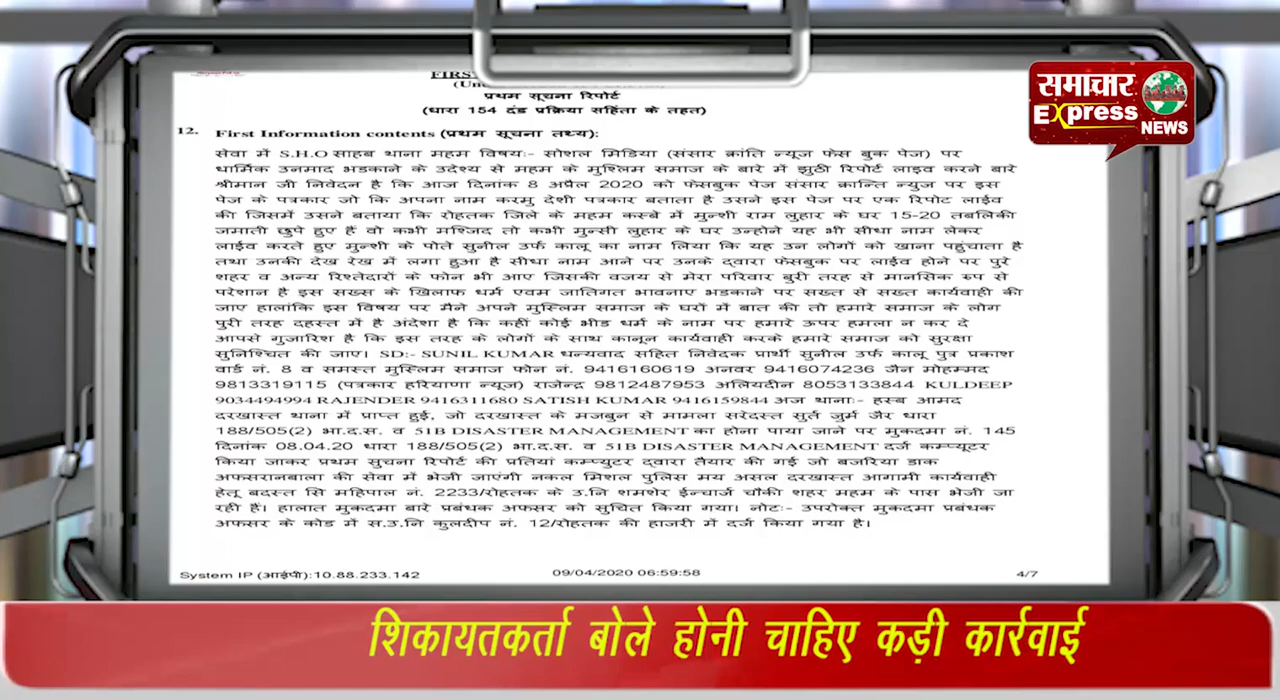 समाचार
Express
NEWS
FIRS
प्रथम सूचना रिपोर्ट
(धारा 154 दंड प्रक्रिया संहिता के तहत)
12. First Information contents (प्रथम सूचना तथ्य):
सेवा में S.H.O साहब थाना महम विषय:- सोशल मिडिया (संसार क्रांति न्यूज फेस बुक पेज) पर
धार्मिक उनमाद भडकाने के उदेश्य से महम के मुश्लिम समाज के बारे में झुठी रिपोर्ट लाइव करने बारे
श्रीमान जी निवेदन है कि आज दिनांक 8 अप्रैल 2020 को फेसबुक पेज संसार क्रान्ति न्युज पर इस
पेज के पत्रकार जो कि अपना नाम करमु देशी पत्रकार बताता है उसने इस पेज पर एक रिपोट लाईव
की जिसमें उसने बताया कि रोहतक जिले के महम कस्बे में मुन्शी राम लुहार के घर 15-20 तबलिकी
जमाती छुपे हुए हैं वो कभी मश्जिद तो कभी मुन्सी लुहार के घर उन्होने यह भी सीधा नाम लेकर
लाईव करते हुए मुन्शी के पोते सुनील उर्फ कालू का नाम लिया कि यह उन लोगों को खाना पहुंचाता है
तथा उनकी देख रेख में लगा हुआ है सीधा नाम आने पर उनके द्वारा फेसबुक पर लाईव होने पर पुरे
शहर व अन्य रिश्तेदारों के फोन भी आए जिसकी वजय से मेरा परिवार बुरी तरह से मानसिक रुप से
परेशान है इस सख्स के खिलाफ धर्म एवम जातिगत भावनाए भडकाने पर सख्त से सख्त कार्यवाही की
जाए हालांकि इस विषय पर मैने अपने मुस्लिम समाज के घरों में बात की तो हमारे समाज के लोग
पुरी तरह दहस्त में है अंदेशा है कि कहीं कोई भीड धर्म के नाम पर हमारे ऊपर हमला न कर दे
आपसे गुजारिश है कि इस तरह के लोगों के साथ कानून कार्यवाही करके हमारे समाज को सुरक्षा
सुनिश्चित की जाए। SD:- SUNIL KUMAR धन्यवाद सहित निवेदक प्रार्थी सुनील उर्फ कालू पुत्र प्रकाश
वार्ड नं. 8 व समस्त मुस्लिम समाज फोन नं. 9416160619 अनवर 9416074236 जैन मोहम्मद
9813319115 (पत्रकार हरियाणा न्यूज) राजेन्द्र 9812487953 अलियदीन 8053133844 KULDEEP
9034494994 RAJENDER 9416311680 SATISH KUMAR 9416159844 अज थाना:- हस्ब आमद
दरखास्त थाना में प्राप्त हुई, जो दरखास्त के मजबुन से मामला सरेदस्त सुर्त जुर्म जैर धारा
188/505(2) भा.द.स. व 51B DISASTER MANAGEMENT का होना पाया जाने पर मुकदमा नं. 145
दिनांक 08.04.20 धारा 188/505(2) भा.द.स. व 51B DISASTER MANAGEMENT दर्ज कम्प्यूटर
किया जाकर प्रथम सुचना रिपोर्ट की प्रतियां कम्प्युटर द्वारा तैयार की गई जो बजरिया डाक
अफसरानबाला की सेवा में भेजी जाएंगी नकल मिशल पुलिस मय असल दरखास्त आगामी कार्यवाही
हेतू बदस्त सि महिपाल नं. 2233/रोहतक के उ.नि शमशेर ईन्चार्ज चौकी शहर महम के पास भेजी जा
रही हैं। हालात मुकदमा बारे प्रबंधक अफसर को सुचित किया गया। नोट:- उपरोक्त मुकदमा प्रबंधक
अफसर के कोड में स.उ.नि कुलदीप नं. 12/रोहतक की हाजरी में दर्ज किया गया है।
System IP (आईपी):10.88.233.142 09/04/2020 06:59:58 4/7
शिकायतकर्ता बोले होनी चाहिए कड़ी कार्रवाई